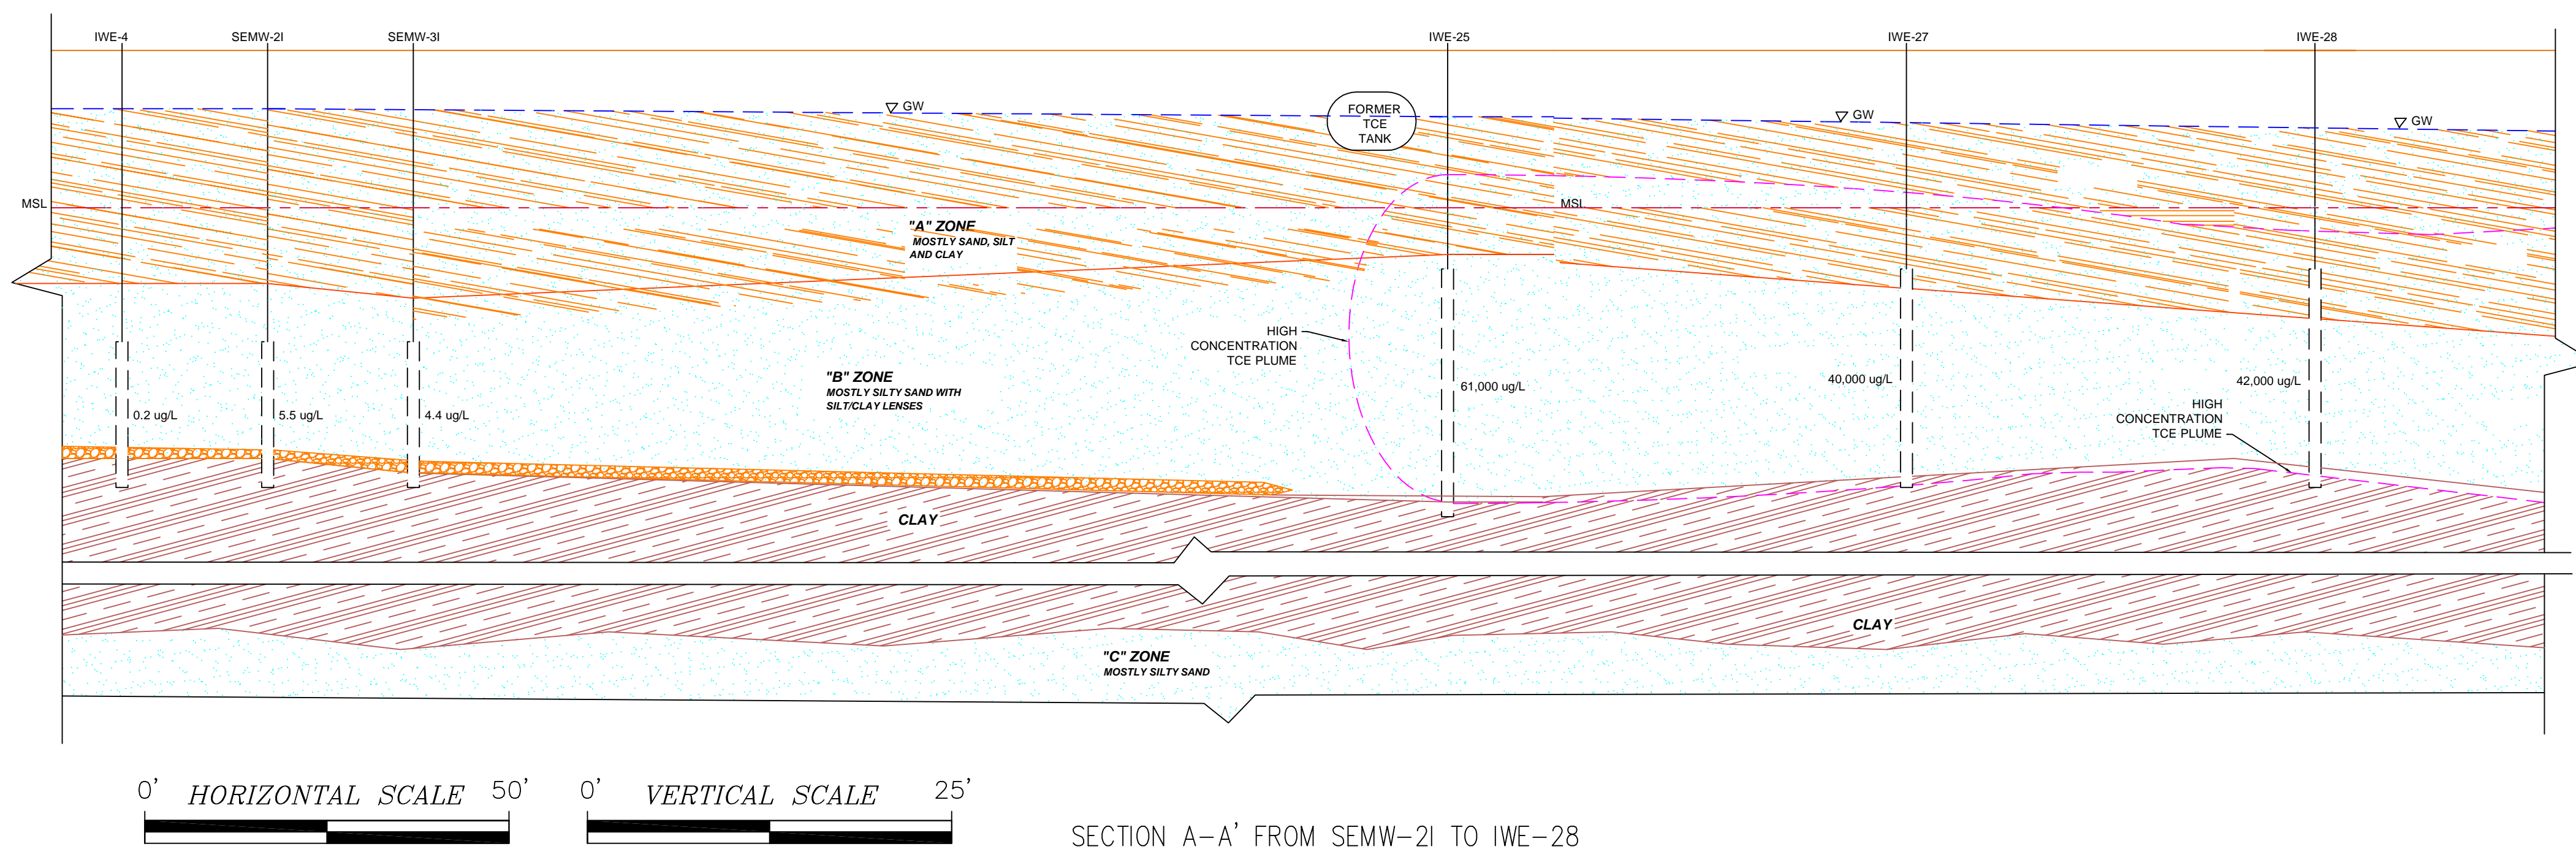 IWE-4
SEMW-2I
SEMW-3I
IWE-25
IWE-27
IWE-28
GW
FORMER
TCE
TANK
GW
GW
MSL
MSL
"A" ZONE
MOSTLY SAND, SILT
AND CLAY
HIGH
CONCENTRATION
TCE PLUME
"B" ZONE
MOSTLY SILTY SAND WITH
SILT/CLAY LENSES
0.2 ug/L
5.5 ug/L
4.4 ug/L
61,000 ug/L
40,000 ug/L
42,000 ug/L
HIGH
CONCENTRATION
TCE PLUME
CLAY
CLAY
"C" ZONE
MOSTLY SILTY SAND
0' HORIZONTAL SCALE 50'
0' VERTICAL SCALE 25'
SECTION A-A' FROM SEMW-2I TO IWE-28